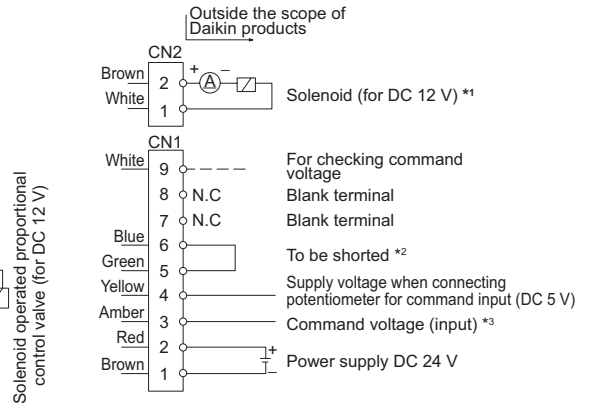 Outside the scope of
Daikin products
CN2
Brown 2 + A −
White 1
Solenoid (for DC 12 V) *1
CN1
White 9 For checking command
voltage
8 N.C Blank terminal
7 N.C Blank terminal
Blue 6
To be shorted *2
Green 5
Yellow 4 Supply voltage when connecting
potentiometer for command input (DC 5 V)
Amber 3 Command voltage (input) *3
Red 2 +
Power supply DC 24 V
Brown 1 −
Solenoid operated proportional
control valve (for DC 12 V)